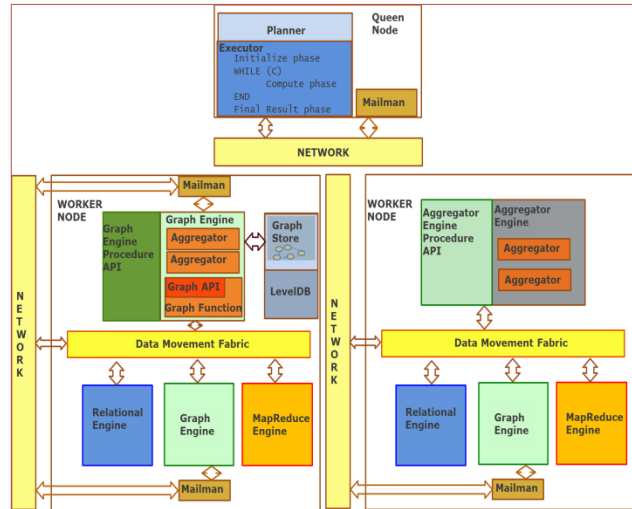 Planner
Queen
Node
Executor
Initialize phase
WHILE (C)
Compute phase
END
Final Result phase
Mailman
NETWORK
NETWORK
WORKER
NODE
Mailman
Graph
Engine
Procedure
API
Graph Engine
Aggregator
Aggregator
Graph API
Graph Function
Graph
Store
LevelDB
Data Movement Fabric
Relational
Engine
Graph
Engine
MapReduce
Engine
Mailman
NETWORK
WORKER
NODE
Aggregator
Engine
Procedure
API
Aggregator
Engine
Aggregator
Aggregator
Data Movement Fabric
Relational
Engine
Graph
Engine
MapReduce
Engine
Mailman